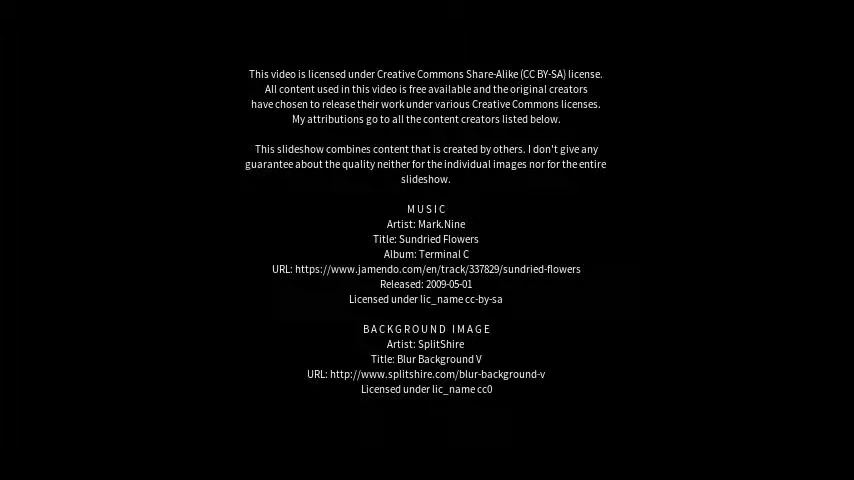 This video is licensed under Creative Commons Share-Alike (CC BY-SA) license.
All content used in this video is free available and the original creators
have chosen to release their work under various Creative Commons licenses.
My attributions go to all the content creators listed below.
This slideshow combines content that is created by others. I don't give any
guarantee about the quality neither for the individual images nor for the entire
slideshow.
MUSIC
Artist: Mark.Nine
Title: Sundried Flowers
Album: Terminal C
URL: https://www.jamendo.com/en/track/337829/sundried-flowers
Released: 2009-05-01
Licensed under lic_name cc-by-sa
BACKGROUND IMAGE
Artist: SplitShire
Title: Blur Background V
URL: http://www.splitshire.com/blur-background-v
Licensed under lic_name cc0